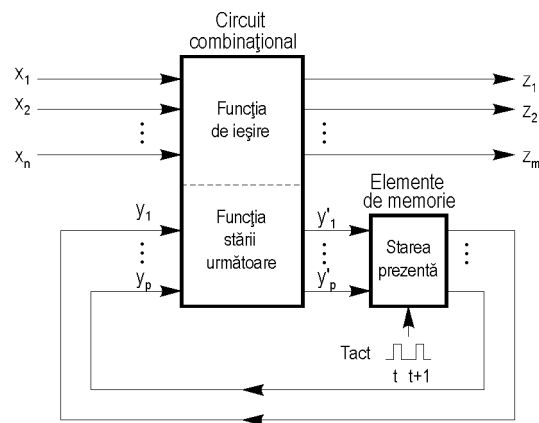 Circuit
combinaţional
x1
x2
xn
Funcţia
de ieşire
z1
z2
zm
Elemente
de memorie
y1
yp
Funcţia
stării
următoare
y'1
y'p
Starea
prezentă
Tact
t t+1